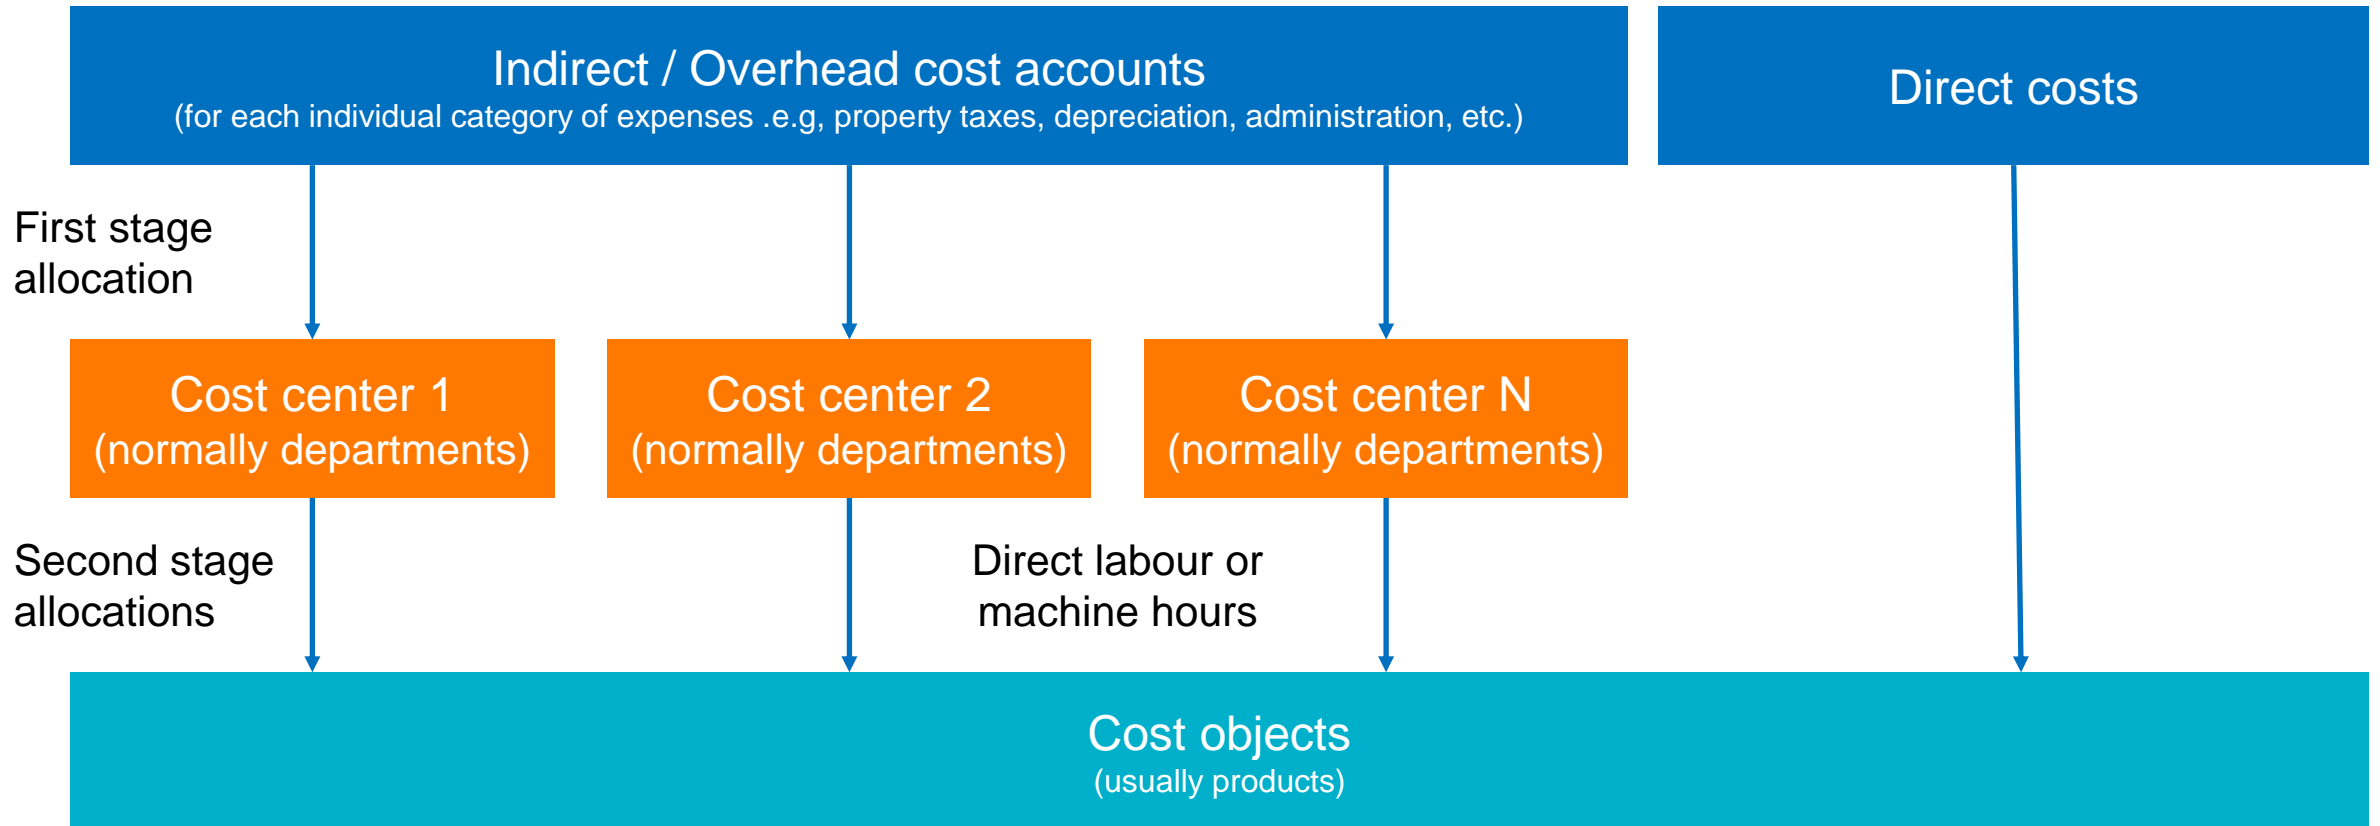 Indirect / Overhead cost accounts
(for each individual category of expenses .e.g, property taxes, depreciation, administration, etc.)
Direct costs
First stage
allocation
Cost center 1
(normally departments)
Cost center 2
(normally departments)
Cost center N
(normally departments)
Second stage
allocations
Direct labour or
machine hours
Cost objects
(usually products)